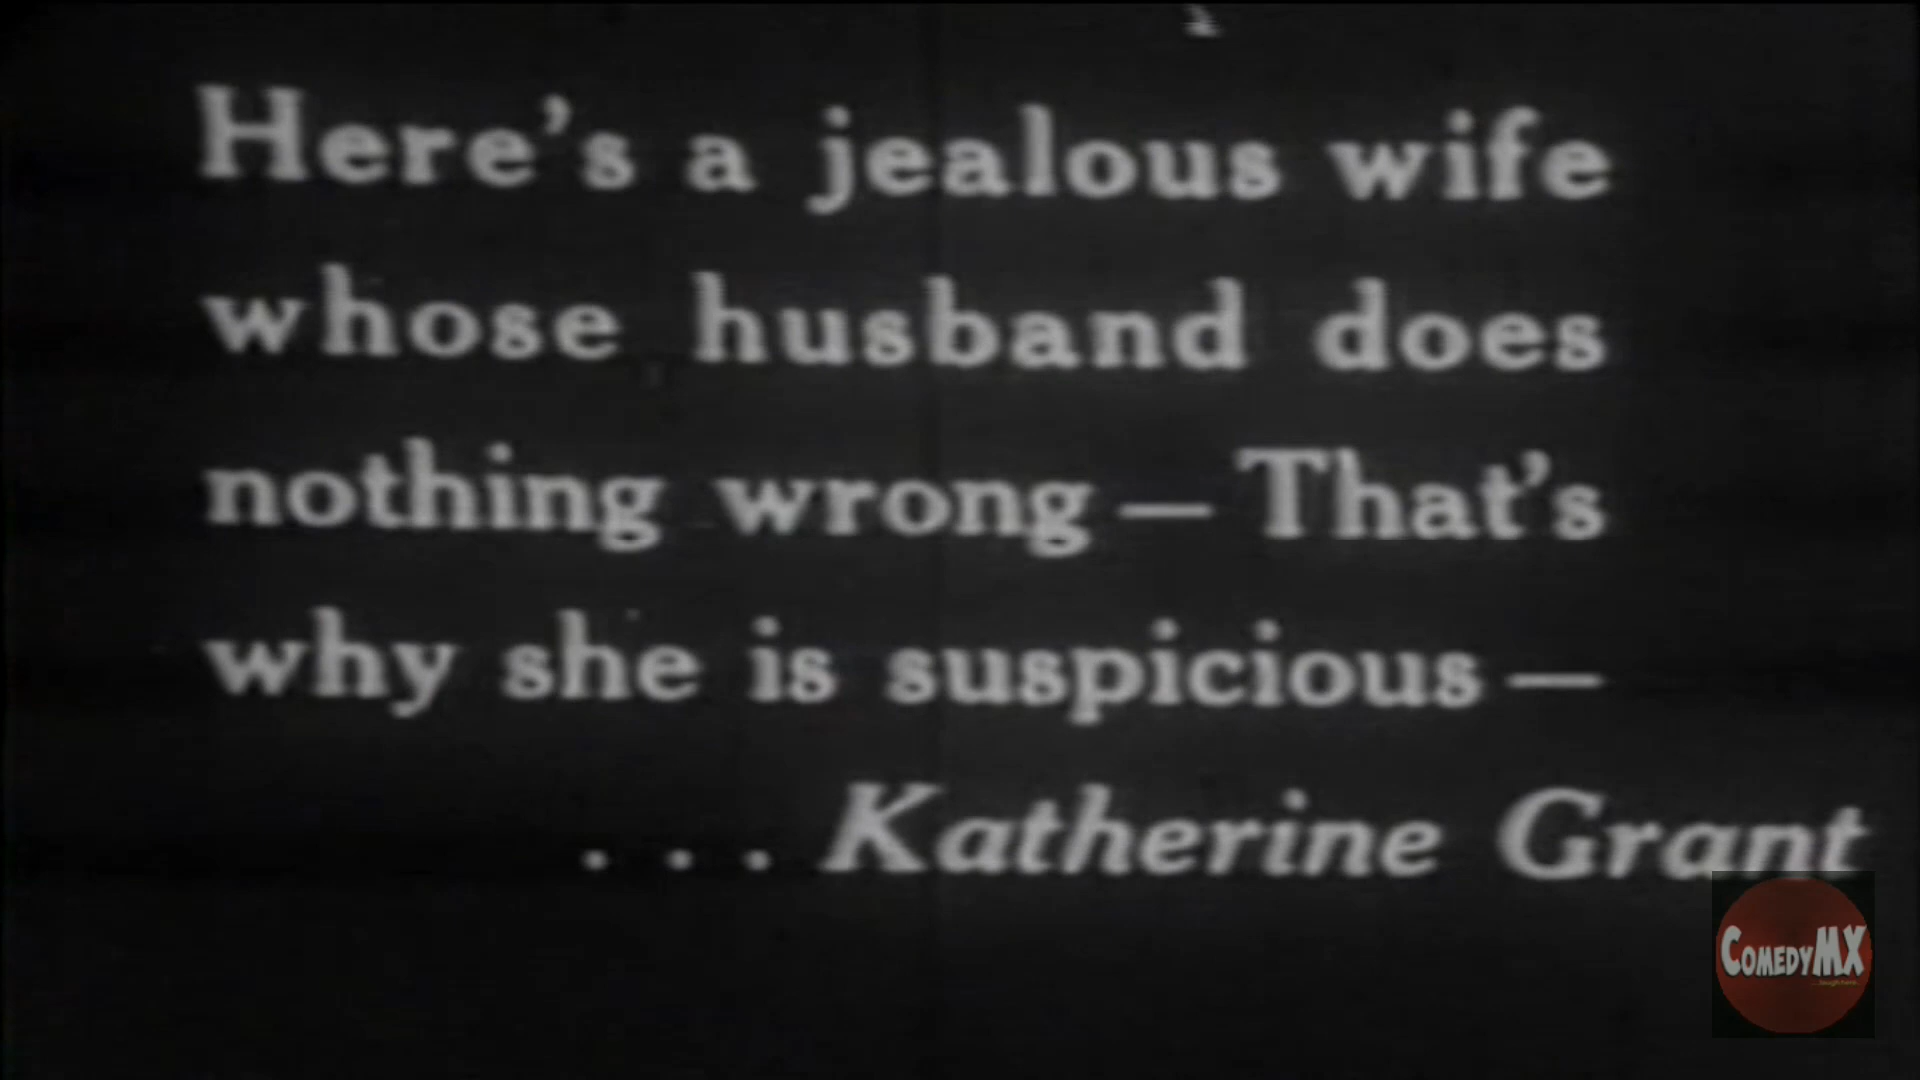 Here's a jealous wife
whose husband does
nothing wrong — That's
why she is suspicious —
. . . Katherine Grant
COMEDYMX